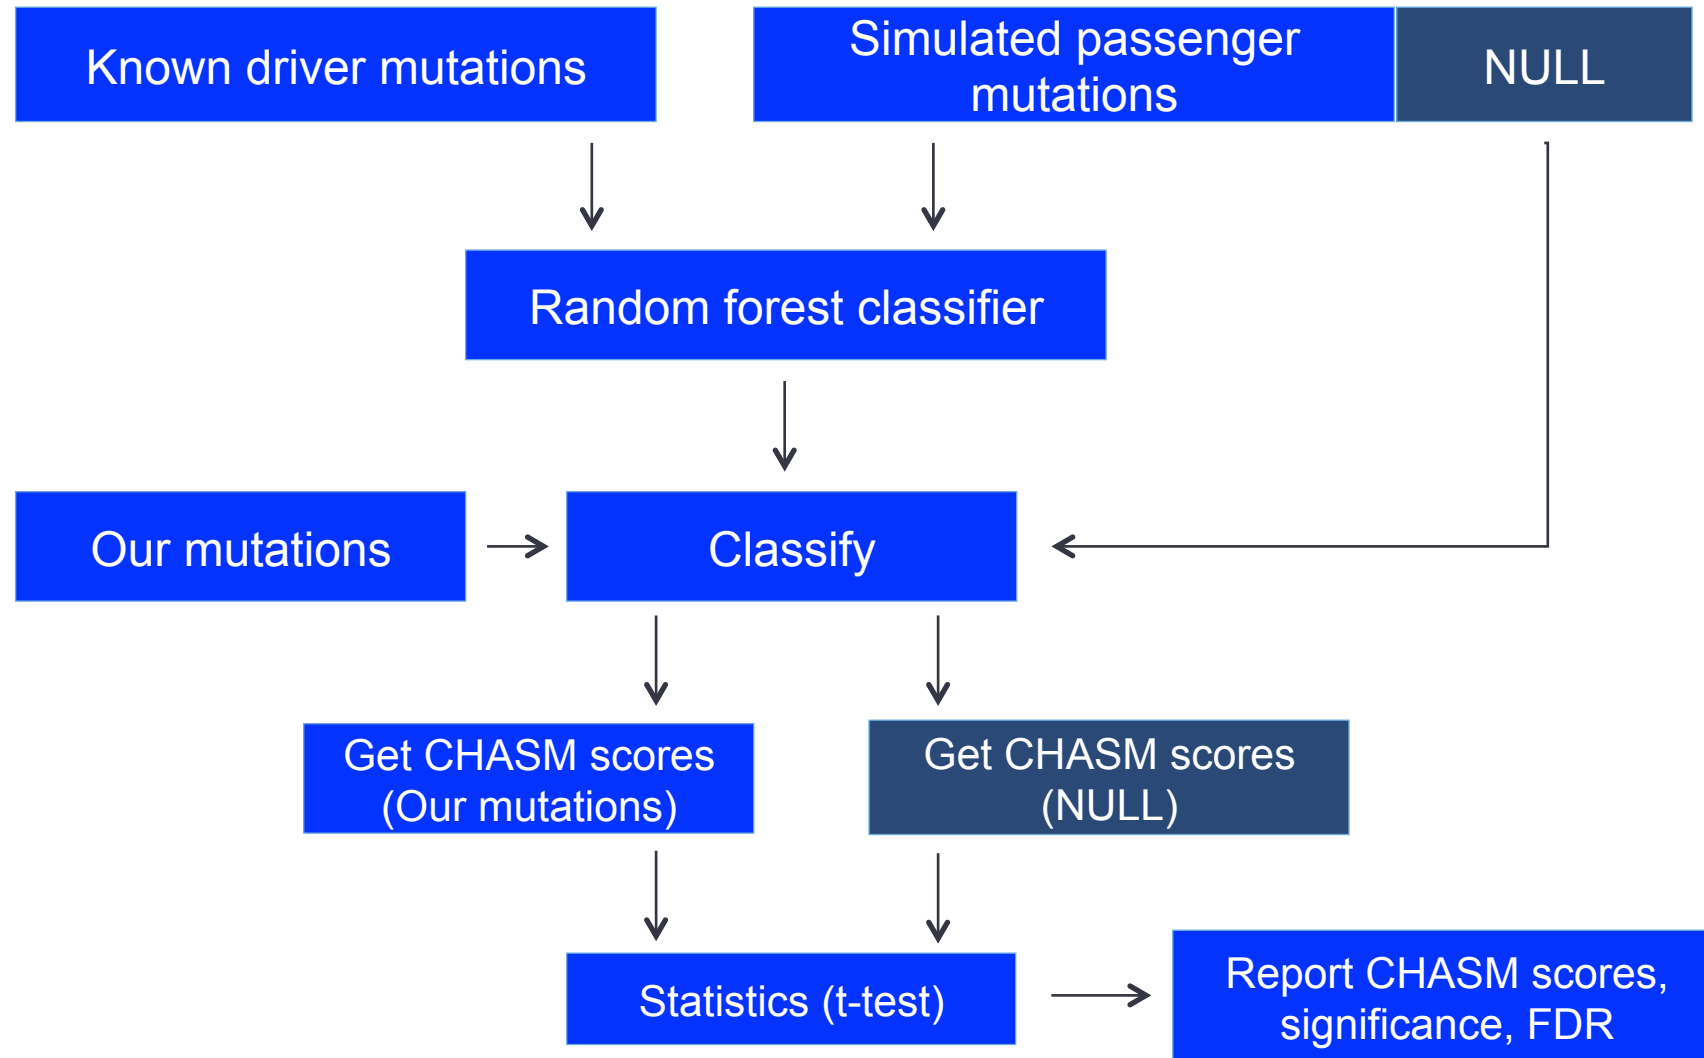 Known driver mutations
Simulated passenger
mutations
NULL
Random forest classifier
Our mutations
Classify
Get CHASM scores
(Our mutations)
Get CHASM scores
(NULL)
Statistics (t-test)
Report CHASM scores,
significance, FDR